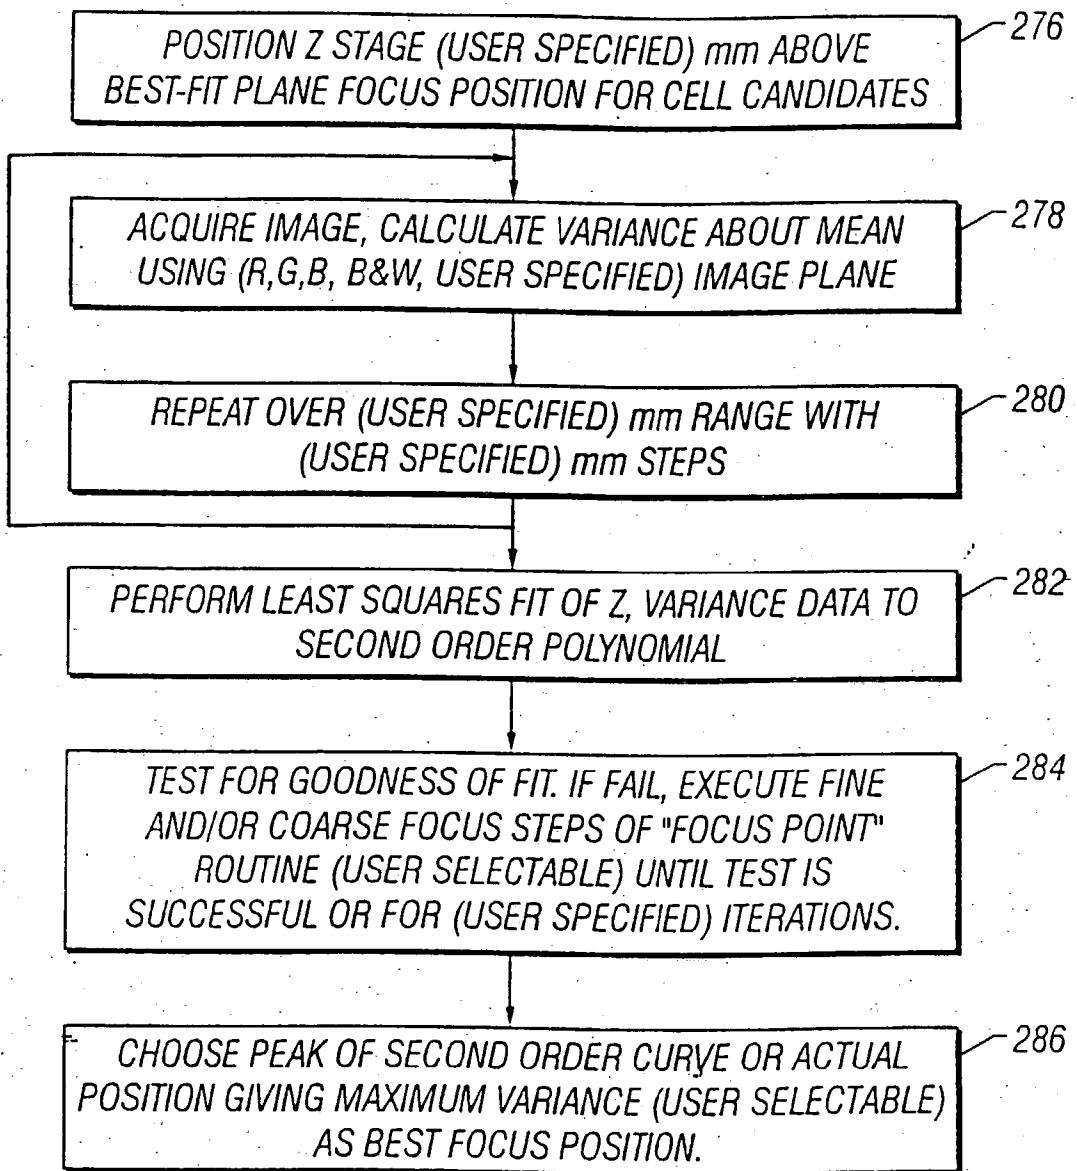 POSITION Z STAGE (USER SPECIFIED) mm ABOVE
BEST-FIT PLANE FOCUS POSITION FOR CELL CANDIDATES
276
ACQUIRE IMAGE, CALCULATE VARIANCE ABOUT MEAN
USING (R,G,B, B&W, USER SPECIFIED) IMAGE PLANE
278
REPEAT OVER (USER SPECIFIED) mm RANGE WITH
(USER SPECIFIED) mm STEPS
280
PERFORM LEAST SQUARES FIT OF Z, VARIANCE DATA TO
SECOND ORDER POLYNOMIAL
282
TEST FOR GOODNESS OF FIT. IF FAIL, EXECUTE FINE
AND/OR COARSE FOCUS STEPS OF "FOCUS POINT"
ROUTINE (USER SELECTABLE) UNTIL TEST IS
SUCCESSFUL OR FOR (USER SPECIFIED) ITERATIONS.
284
CHOOSE PEAK OF SECOND ORDER CURVE OR ACTUAL
POSITION GIVING MAXIMUM VARIANCE (USER SELECTABLE)
AS BEST FOCUS POSITION.
286